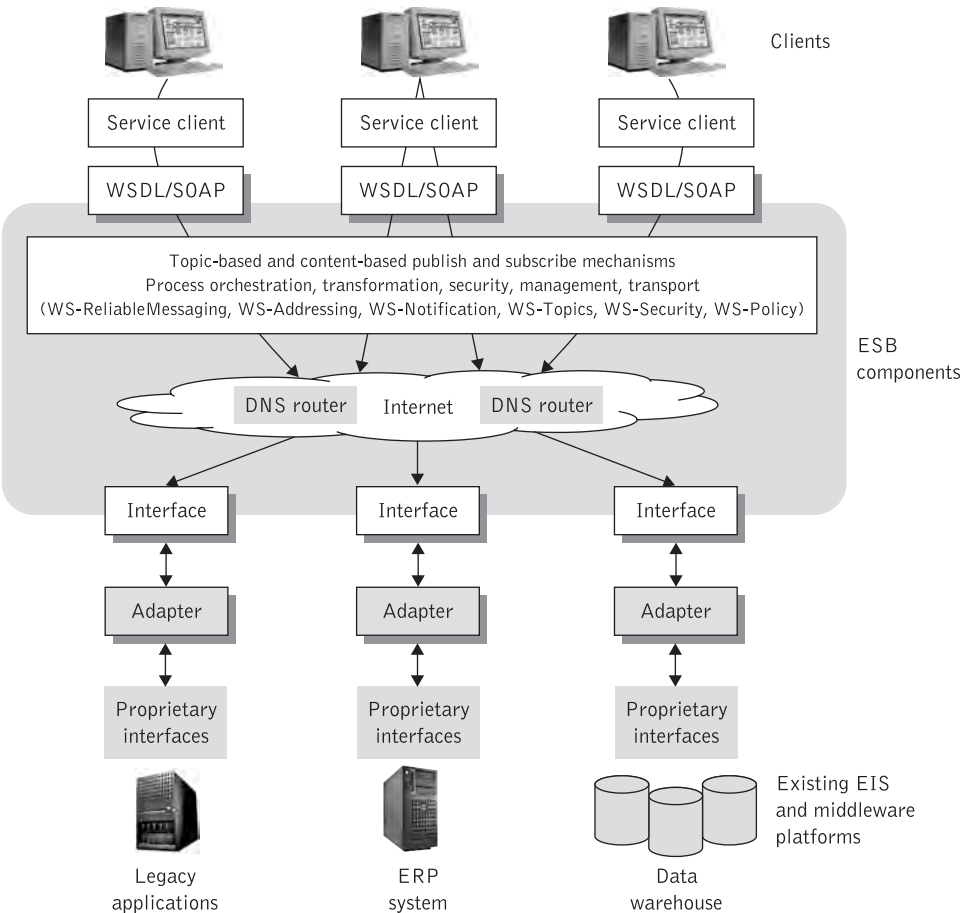 Clients
Service client
Service client
Service client
WSDL/SOAP
WSDL/SOAP
WSDL/SOAP
Topic-based and content-based publish and subscribe mechanisms
Process orchestration, transformation, security, management, transport
(WS-ReliableMessaging, WS-Addressing, WS-Notification, WS-Topics, WS-Security, WS-Policy)
ESB
components
DNS router
Internet
DNS router
Interface
Interface
Interface
Adapter
Adapter
Adapter
Proprietary
interfaces
Proprietary
interfaces
Proprietary
interfaces
Existing EIS
and middleware
platforms
Legacy
applications
ERP
system
Data
warehouse